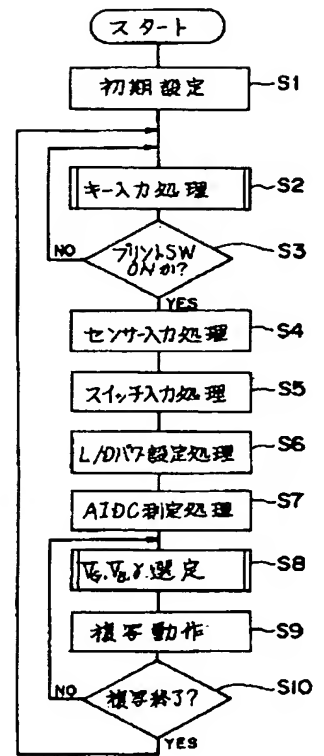 スタート
初期設定
S1
キー入力処理
S2
プリントSW
ONか?
S3
NO
YES
センサー入力処理
S4
スイッチ入力処理
S5
L/Dパワ設定処理
S6
AIDC測定処理
S7
VG,VB,γ,選定
S8
複写動作
S9
複写終了?
S10
NO
YES